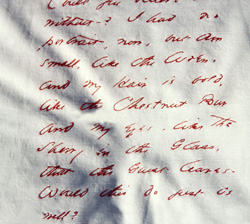 without? I had no
portrait, now, but am
small, like the Wren,
and my Hair is bold
like the Chestnut Bur
and my eyes, like the
Sherry in the Glass,
that the Guest leaves.
Would this do just as
well?